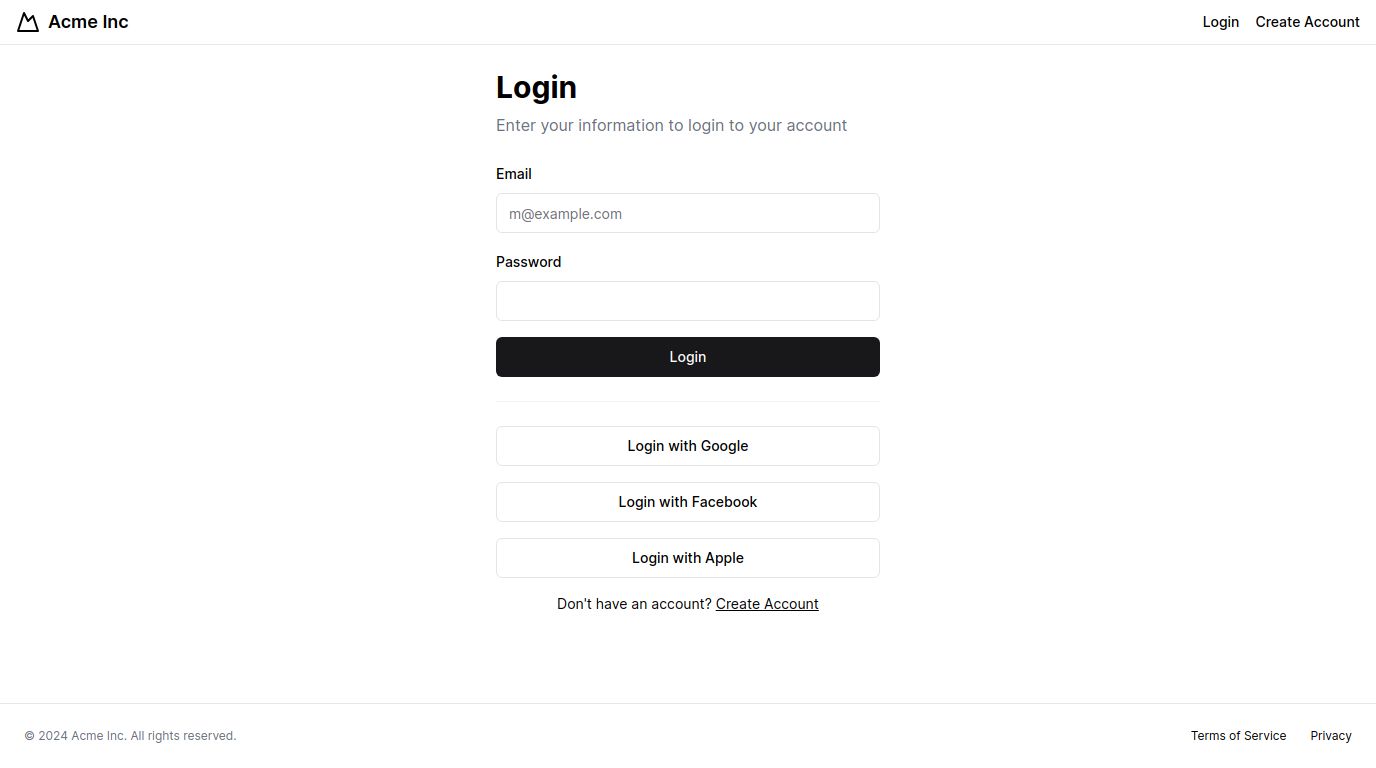 Acme Inc
Login Create Account
Login
Enter your information to login to your account
Email
m@example.com
Password
Login
Login with Google
Login with Facebook
Login with Apple
Don't have an account? Create Account
© 2024 Acme Inc. All rights reserved.
Terms of Service Privacy